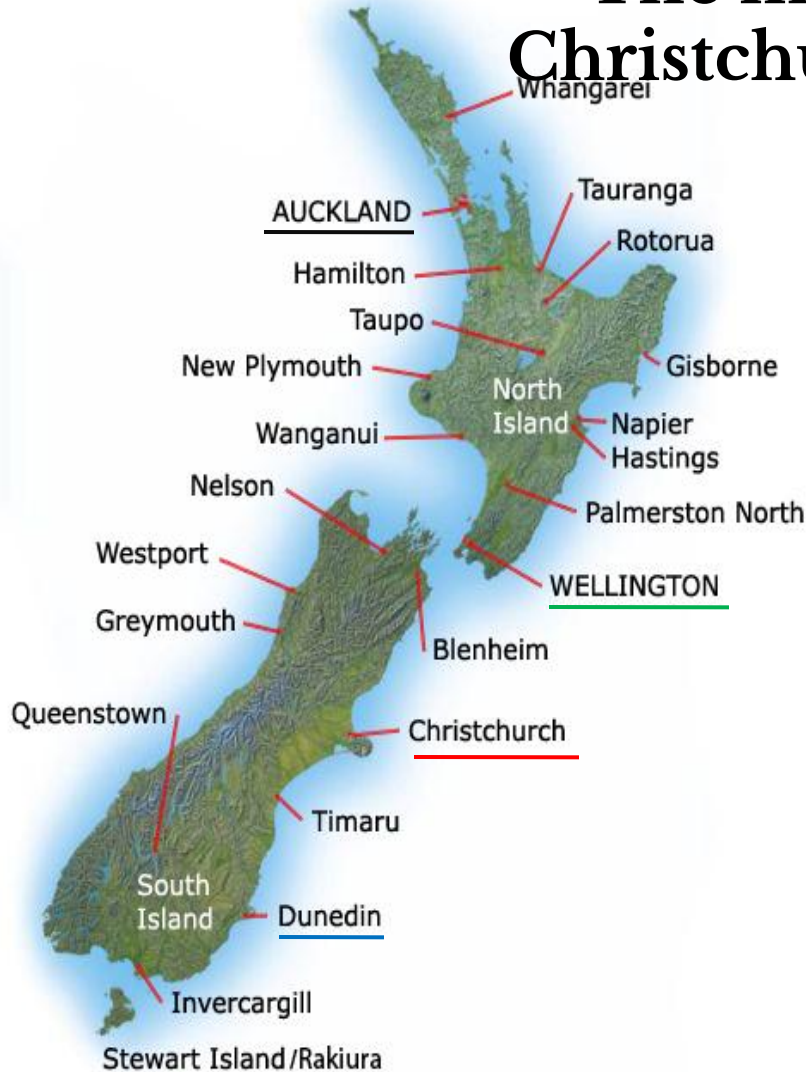 Whangarei
Tauranga
AUCKLAND
Rotorua
Hamilton
Taupo
New Plymouth
Gisborne
North
Island
Napier
Wanganui
Hastings
Nelson
Palmerston North
Westport
WELLINGTON
Greymouth
Blenheim
Queenstown
Christchurch
Timaru
South
Island
Dunedin
Invercargill
Stewart Island/Rakiura